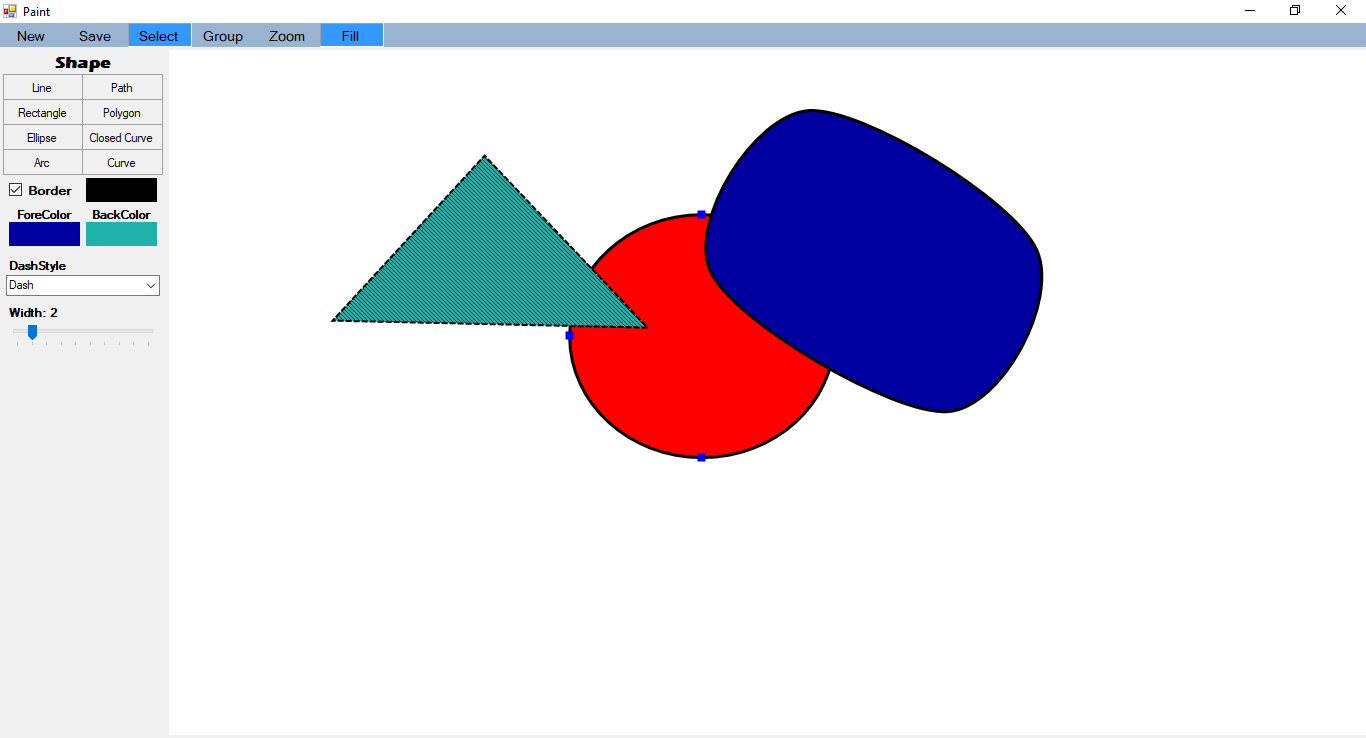 Paint
New Save Select Group Zoom Fill
Shape
Line Path
Rectangle Polygon
Ellipse Closed Curve
Arc Curve
Border
ForeColor BackColor
DashStyle
Dash
Width: 2